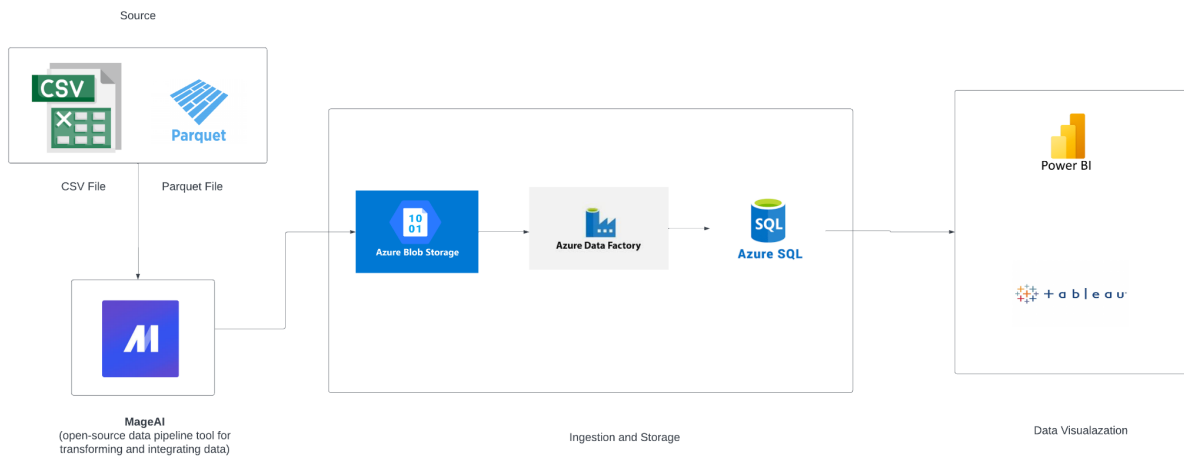 Source
CSV
Parquet
CSV File
Parquet File
MageAI
(open-source data pipeline tool for
transforming and integrating data)
10
01
Azure Blob Storage
Azure Data Factory
SQL
Azure SQL
Ingestion and Storage
Power BI
+ableau
Data Visualazation